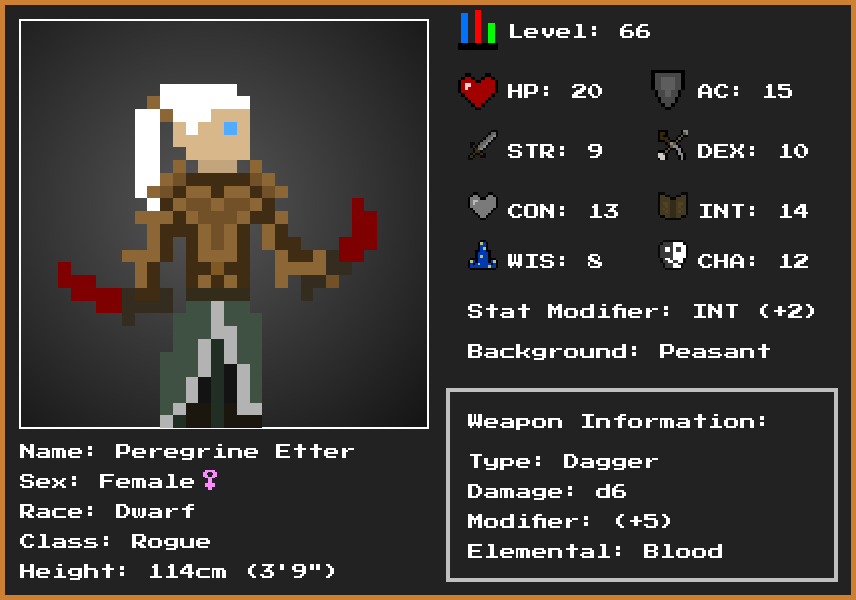 Level: 66
HP: 20
AC: 15
STR: 9
DEX: 10
CON: 13
INT: 14
WIS: 8
CHA: 12
Stat Modifier: INT (+2)
Background: Peasant
Weapon Information:
Type: Dagger
Damage: d6
Modifier: (+5)
Elemental: Blood
Name: Peregrine Etter
Sex: Female♀
Race: Dwarf
Class: Rogue
Height: 114cm (3'9")